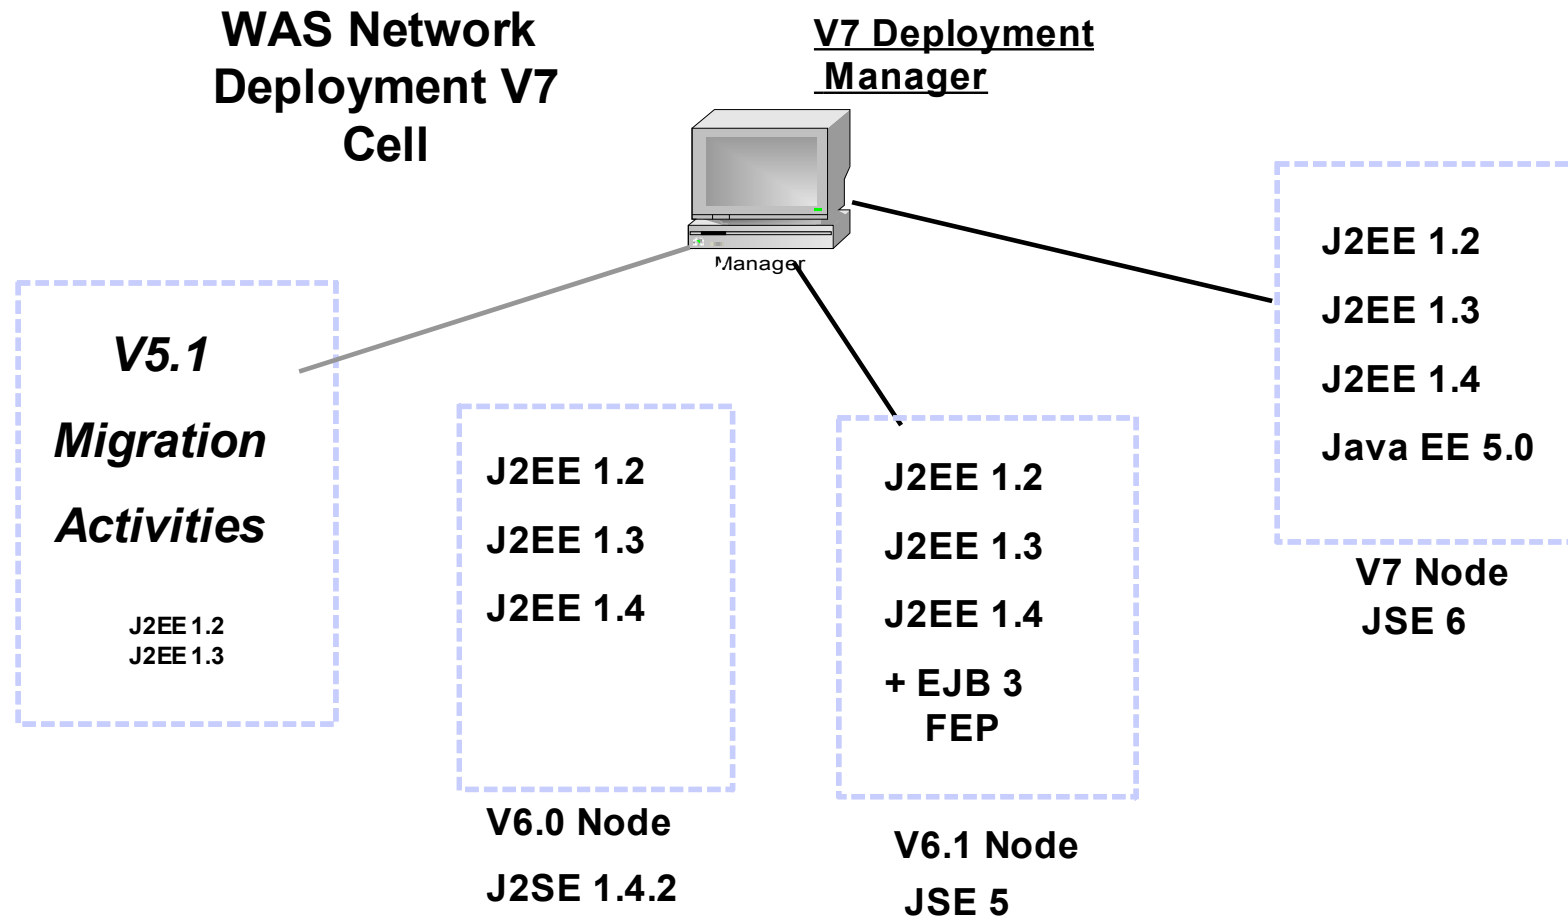 WAS Network
Deployment V7
Cell
V7 Deployment
Manager
Manager
V5.1
Migration
Activities
J2EE 1.2
J2EE 1.3
J2EE 1.2
J2EE 1.3
J2EE 1.4
V6.0 Node
J2SE 1.4.2
J2EE 1.2
J2EE 1.3
J2EE 1.4
+ EJB 3
FEP
V6.1 Node
JSE 5
J2EE 1.2
J2EE 1.3
J2EE 1.4
Java EE 5.0
V7 Node
JSE 6